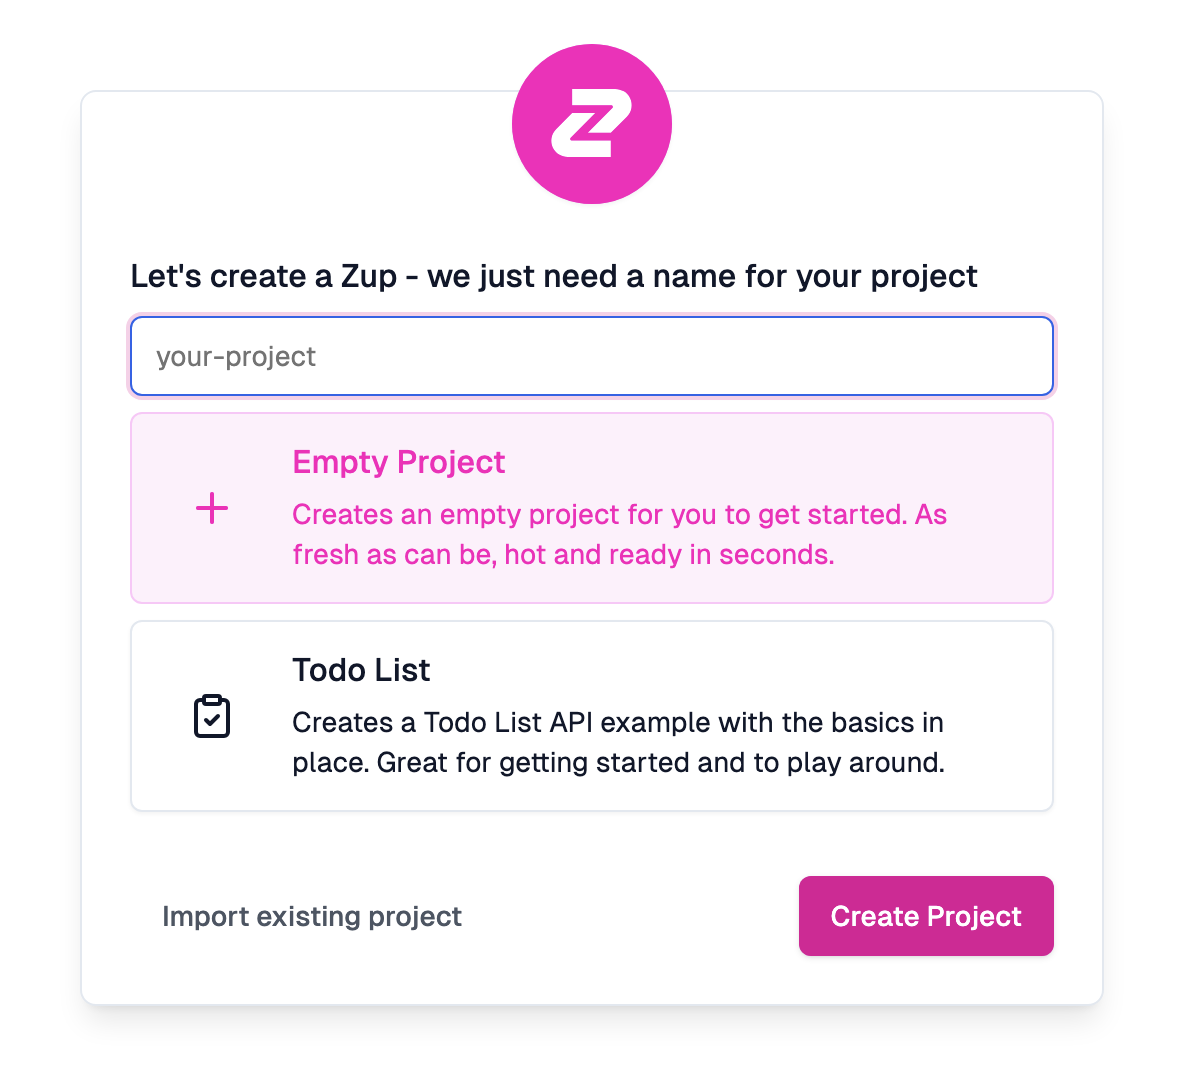 Z
Let's create a Zup - we just need a name for your project
your-project
Empty Project
Creates an empty project for you to get started. As
fresh as can be, hot and ready in seconds.
Todo List
Creates a Todo List API example with the basics in
place. Great for getting started and to play around.
Import existing project
Create Project